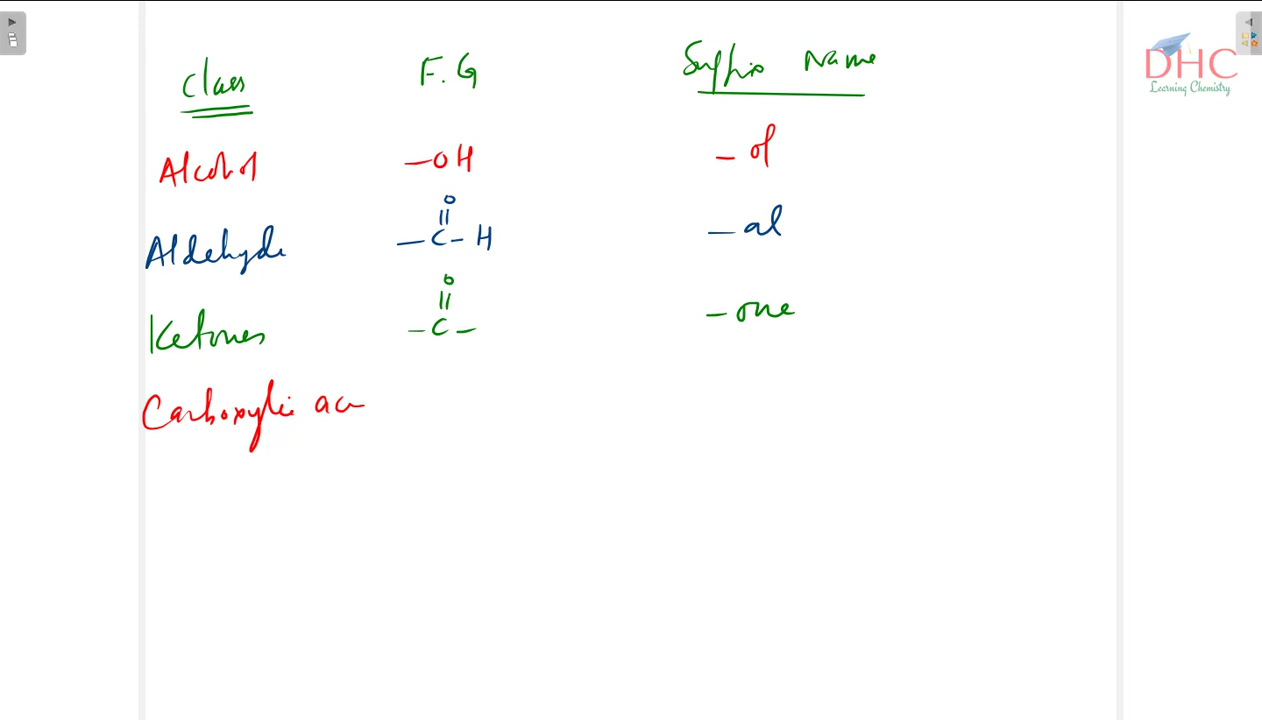 Class F.G Suffix Name
Alcohol —OH — ol
Aldehyde —C—H — al
O
||
Ketones —C— — one
O
||
Carboxylic ac
DHC
Learning Chemistry